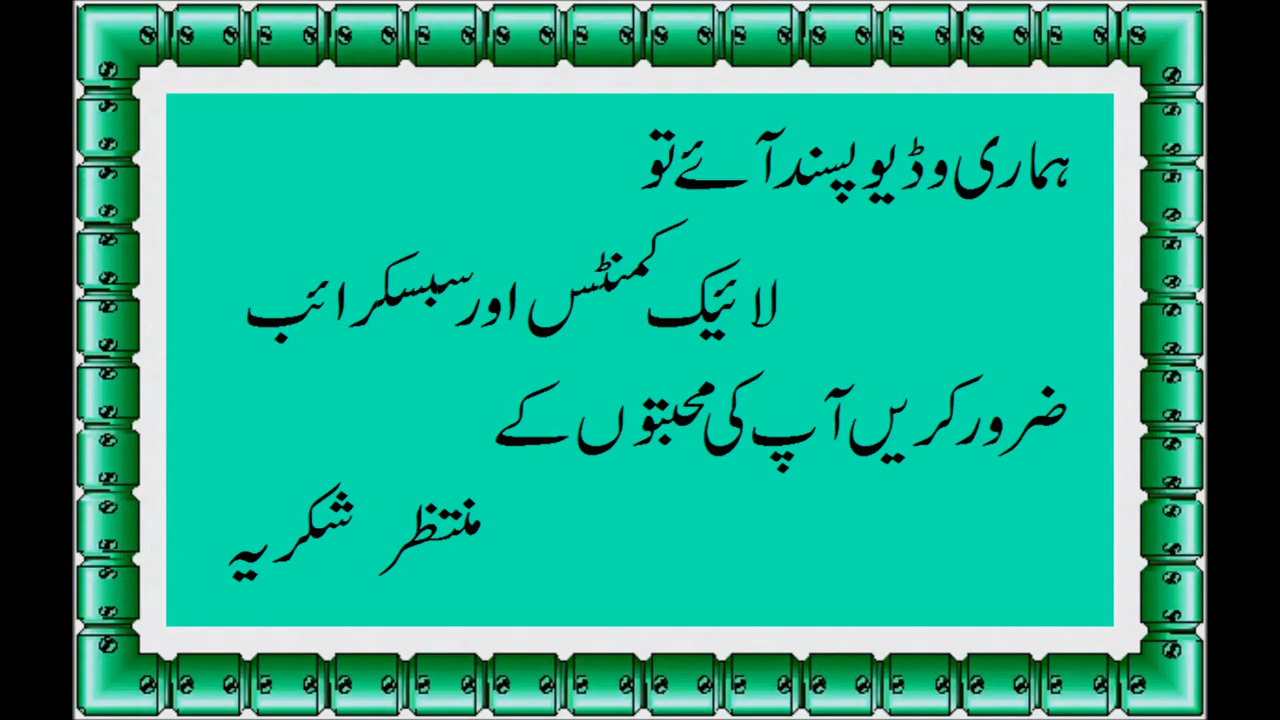 ہماری وڈیو پسند آئے تو
لائیک کمنٹس اور سبسکرائب
ضرور کریں آپ کی محبتوں کے
منتظر شکریہ